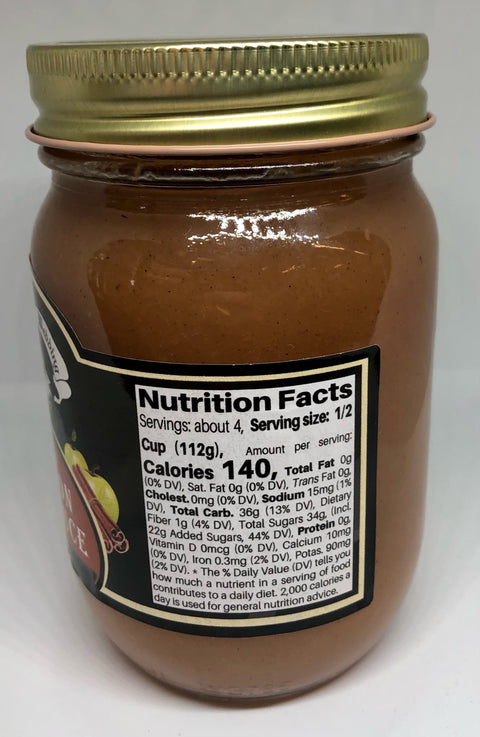 Nutrition Facts
Servings: about 4, Serving size: 1/2
Cup (112g), Amount per serving:
Calories 140, Total Fat 0g
(0% DV), Sat. Fat 0g (0% DV), Trans Fat 0g,
Cholest. 0mg (0% DV), Sodium 15mg (1%
DV), Total Carb. 36g (13% DV), Dietary
Fiber 1g (4% DV), Total Sugars 34g, (Incl.
22g Added Sugars, 44% DV), Protein 0g,
Vitamin D 0mcg (0% DV), Calcium 10mg
(0% DV), Iron 0.3mg (2% DV), Potas. 90mg
(2% DV). * The % Daily Value (DV) tells you
how much a nutrient in a serving of food
contributes to a daily diet. 2,000 calories a
day is used for general nutrition advice.